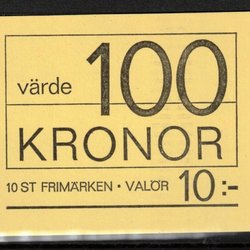 värde 100
KRONOR
10 ST FRIMÄRKEN · VALÖR 10:-